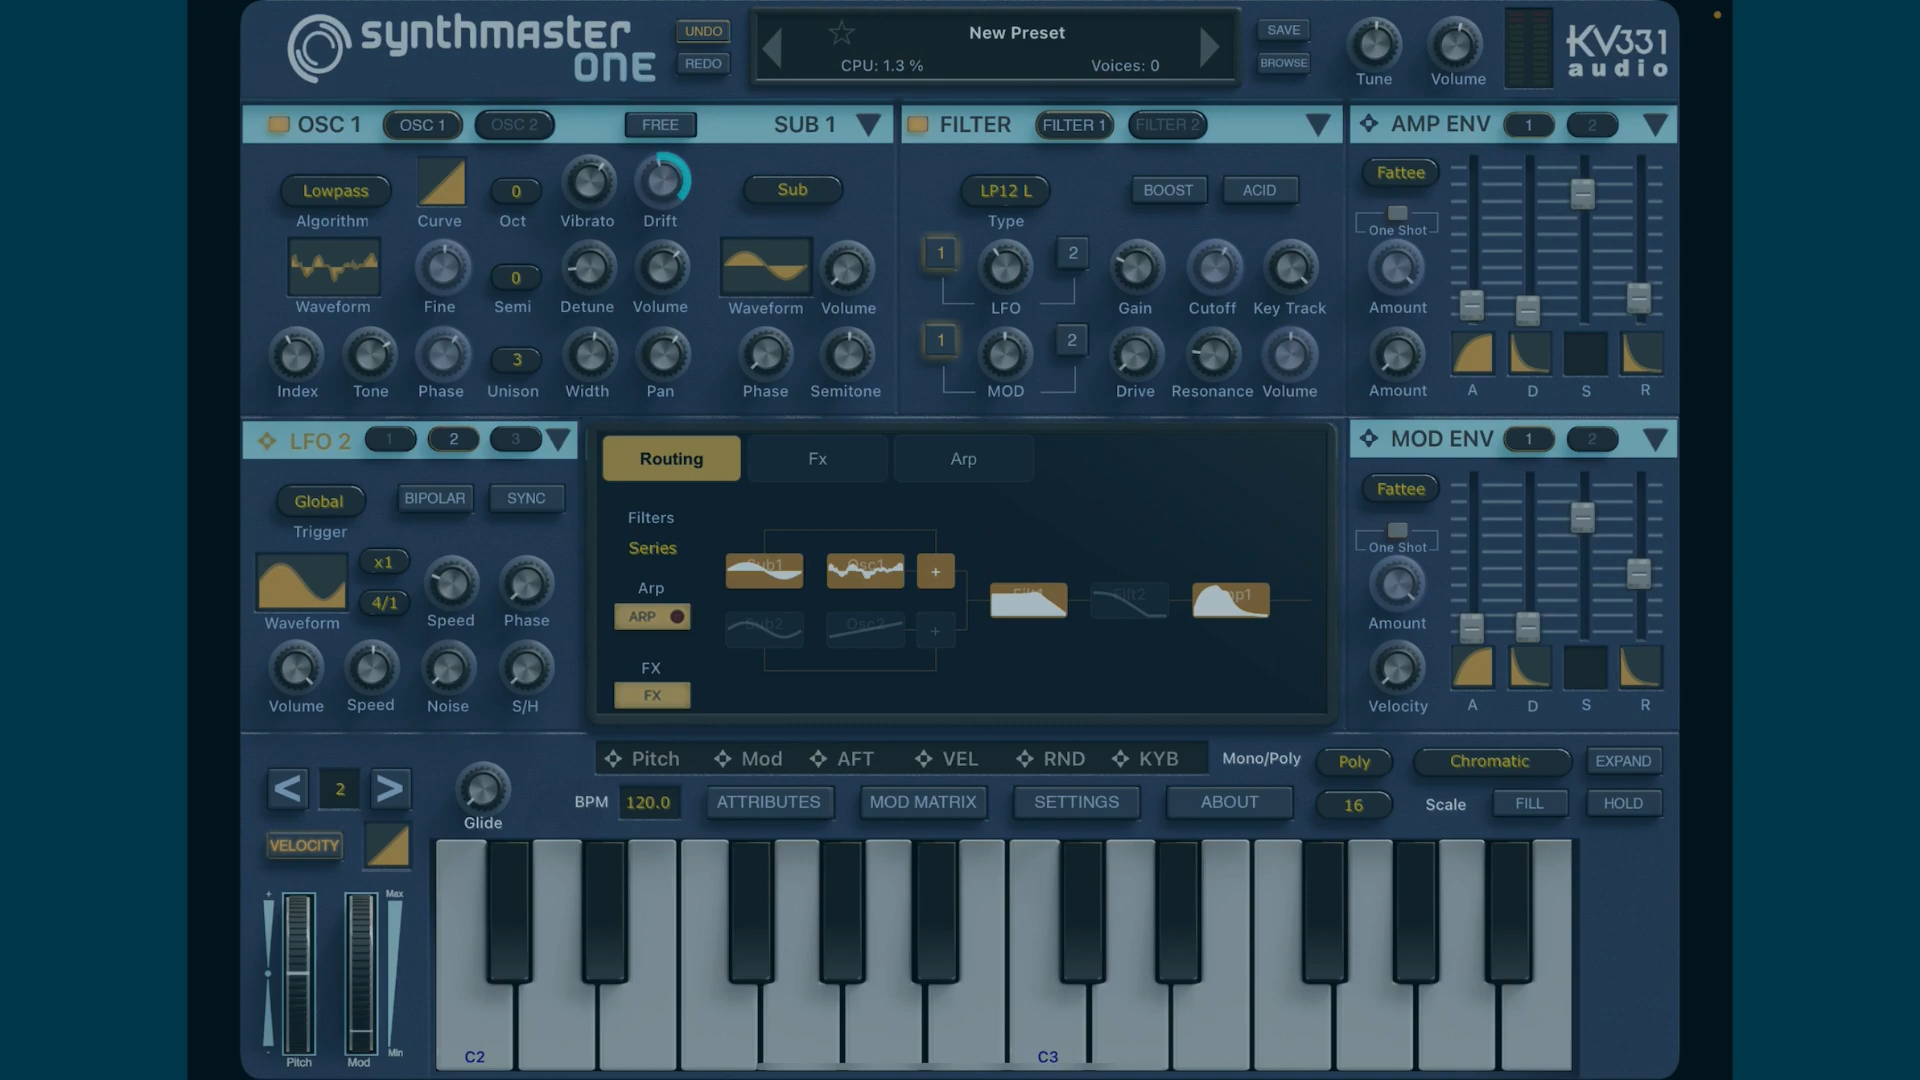 synthmaster ONE
UNDO
REDO
New Preset
CPU: 1.3 %
Voices: 0
SAVE
BROWSE
Tune
Volume
KV331 audio
OSC 1
OSC 1
OSC 2
FREE
SUB 1
Lowpass
Algorithm
Curve
0
Oct
Vibrato
Drift
Sub
Waveform
Fine
0
Semi
Detune
Volume
Waveform
Volume
Index
Tone
Phase
3
Unison
Width
Pan
Phase
Semitone
FILTER
FILTER 1
FILTER 2
LP12 L
Type
BOOST
ACID
1
LFO
2
Gain
Cutoff
Key Track
1
MOD
2
Drive
Resonance
Volume
AMP ENV
1
2
Fattee
One Shot
Amount
Amount
A
D
S
R
LFO 2
1
2
3
Global
Trigger
BIPOLAR
SYNC
x1
4/1
Waveform
Speed
Phase
Volume
Speed
Noise
S/H
Routing
Fx
Arp
Filters
Series
Arp
ARP
FX
FX
Sub1
Osc1
+
Sub2
Osc2
+
Filt1
Filt2
MOD ENV
1
2
Fattee
One Shot
Amount
Velocity
A
D
S
R
<
2
>
VELOCITY
Glide
Pitch
Mod
AFT
VEL
RND
KYB
BPM
120.0
ATTRIBUTES
MOD MATRIX
SETTINGS
ABOUT
Mono/Poly
Poly
16
Chromatic
Scale
EXPAND
FILL
HOLD
+
-
Pitch
Mod
Max
Min
C2
C3